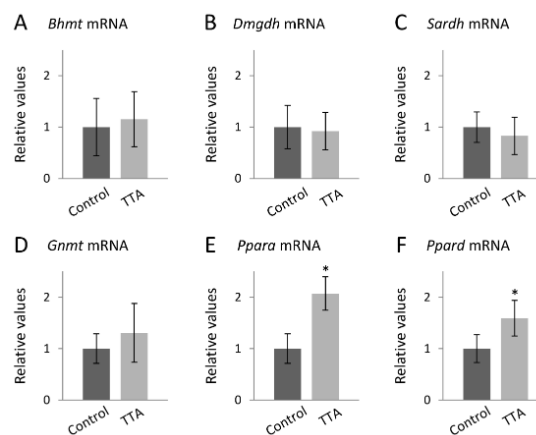 A Bhmt mRNA
Relative values
2
1
0
Control
TTA
B Dmgdh mRNA
Relative values
2
1
0
Control
TTA
C Sardh mRNA
Relative values
2
1
0
Control
TTA
D Gnmt mRNA
Relative values
2
1
0
Control
TTA
E Ppara mRNA
Relative values
2
1
0
*
Control
TTA
F Ppard mRNA
Relative values
2
1
0
*
Control
TTA